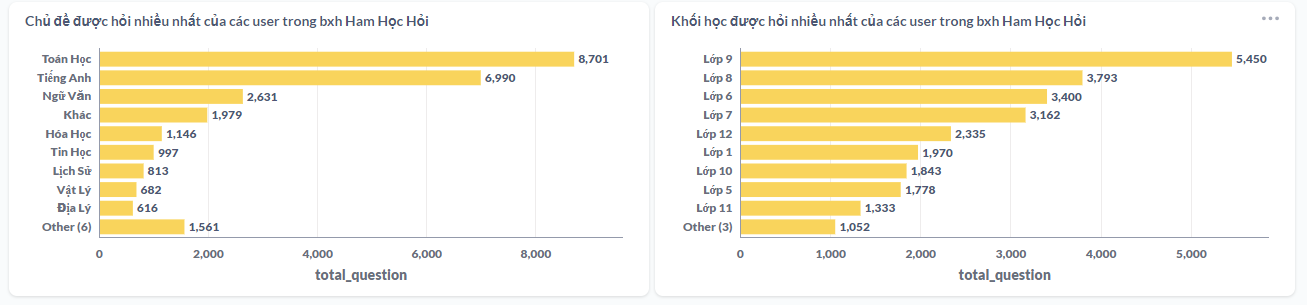 Chủ đề được hỏi nhiều nhất của các user trong bxh Ham Học Hỏi
Toán Học 8,701
Tiếng Anh 6,990
Ngữ Văn 2,631
Khác 1,979
Hóa Học 1,146
Tin Học 997
Lịch Sử 813
Vật Lý 682
Địa Lý 616
Other (6) 1,561
0 2,000 4,000 6,000 8,000
total_question
Khối học được hỏi nhiều nhất của các user trong bxh Ham Học Hỏi
Lớp 9 5,450
Lớp 8 3,793
Lớp 6 3,400
Lớp 7 3,162
Lớp 12 2,335
Lớp 1 1,970
Lớp 10 1,843
Lớp 5 1,778
Lớp 11 1,333
Other (3) 1,052
0 1,000 2,000 3,000 4,000 5,000
total_question